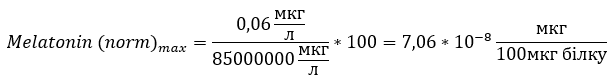 Melatonin (norm)max = 0,06 мкг/л / 85000000 мкг/л * 100 = 7,06 * 10⁻⁸ мкг / 100мкг білку